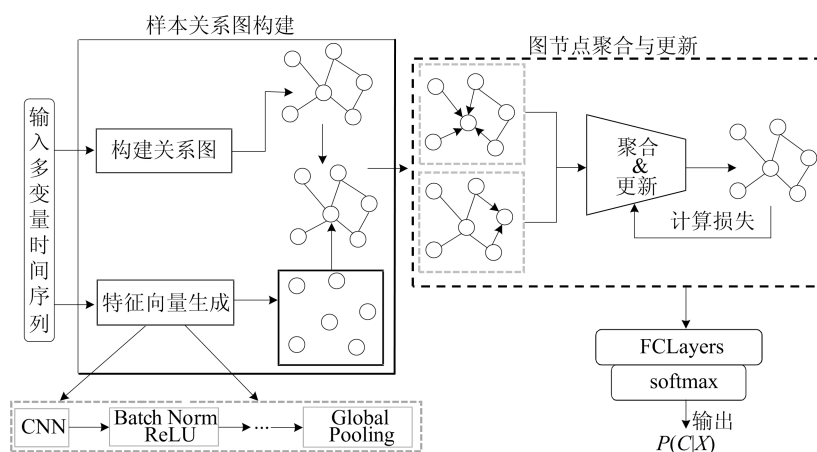 样本关系图构建
图节点聚合与更新
输入多变量时间序列
构建关系图
特征向量生成
聚合
&
更新
计算损失
FCLayers
softmax
输出
P(C|X)
CNN
Batch Norm
ReLU
...
Global
Pooling